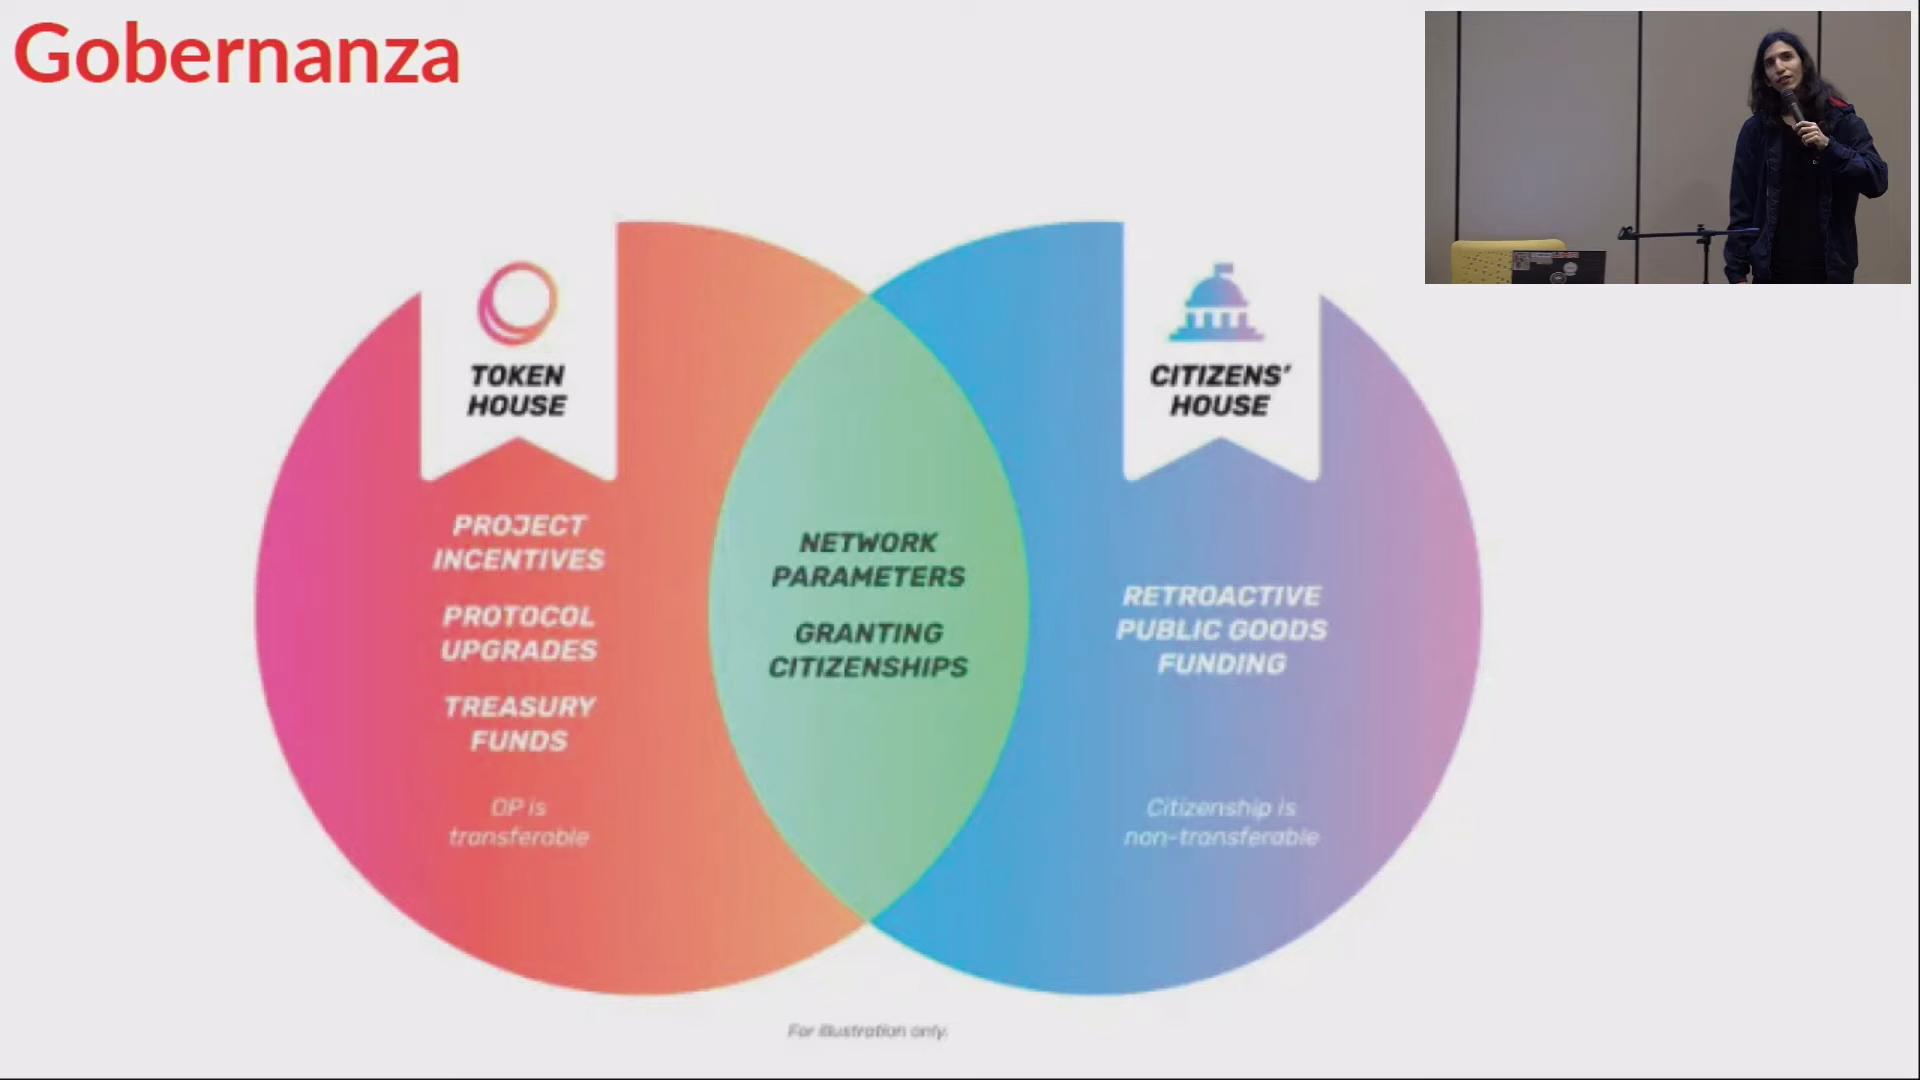 Gobernanza
TOKEN
HOUSE
PROJECT
INCENTIVES
PROTOCOL
UPGRADES
TREASURY
FUNDS
OP is
transferable
NETWORK
PARAMETERS
GRANTING
CITIZENSHIPS
CITIZENS'
HOUSE
RETROACTIVE
PUBLIC GOODS
FUNDING
Citizenship is
non-transferable
For illustration only.